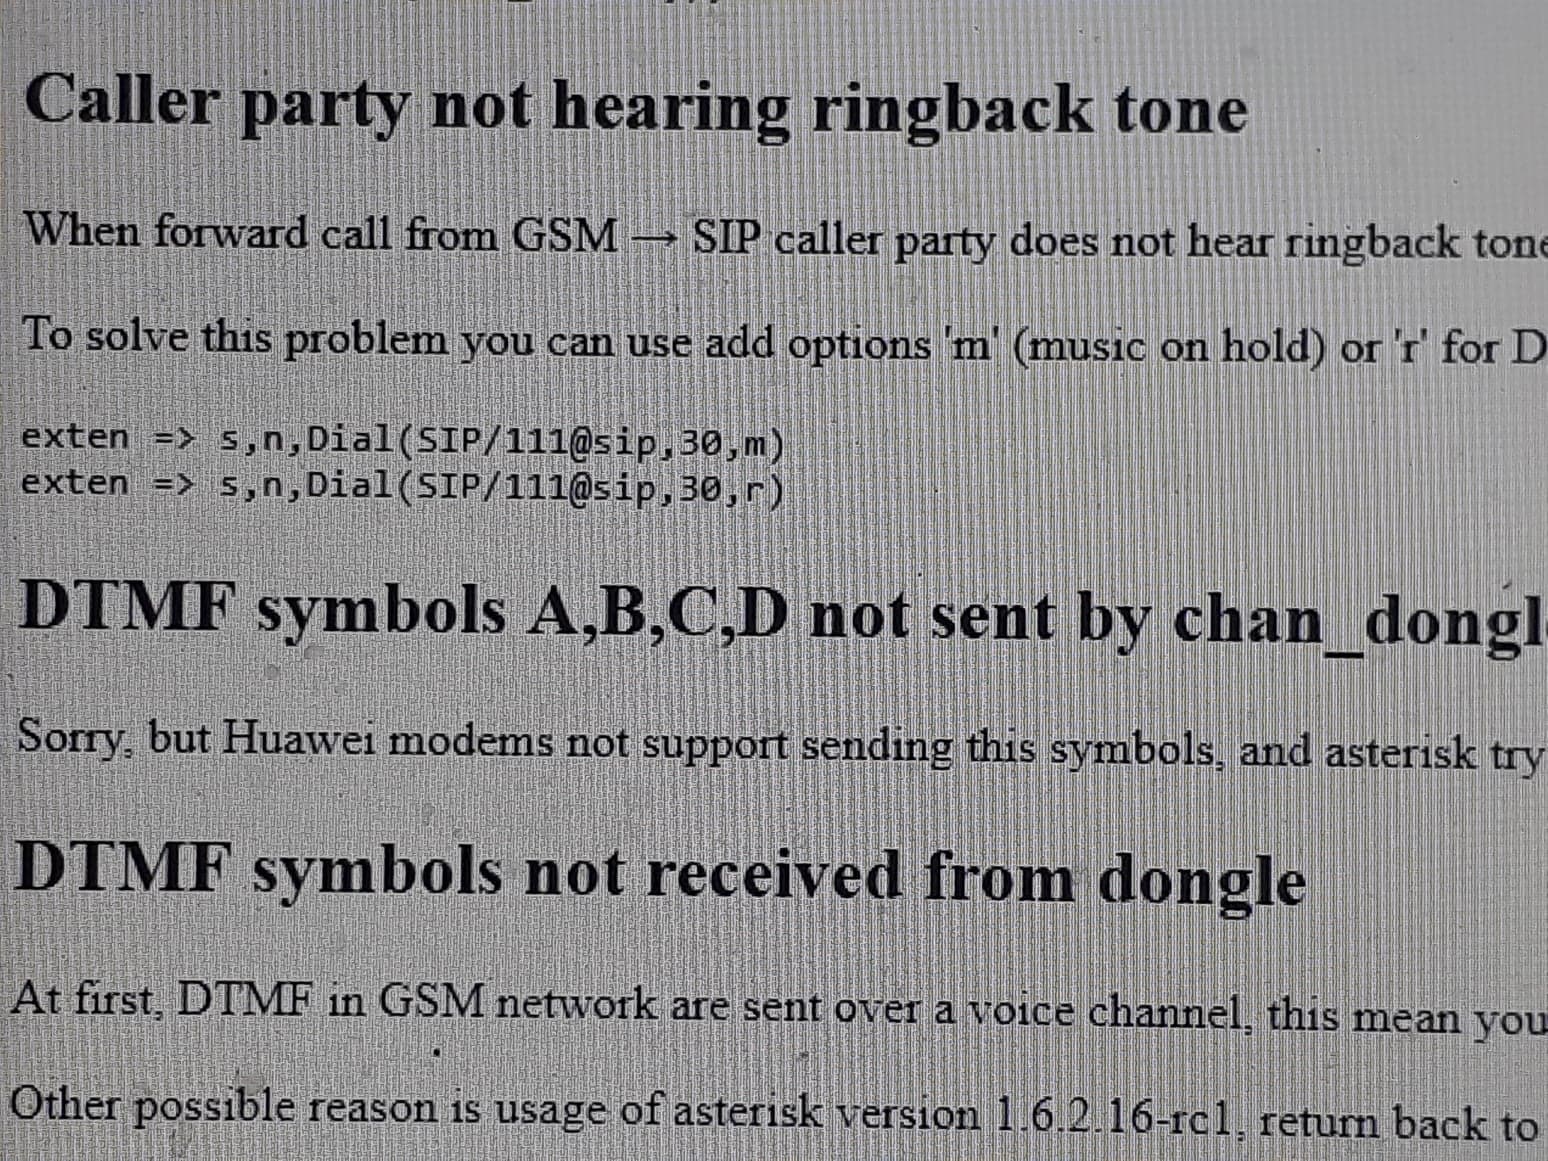 Caller party not hearing ringback tone
When forward call from GSM → SIP caller party does not hear ringback tone
To solve this problem you can use add options 'm' (music on hold) or 'r' for D
exten => s,n,Dial(SIP/111@sip,30,m)
exten => s,n,Dial(SIP/111@sip,30,r)
DTMF symbols A,B,C,D not sent by chan_dongl
Sorry, but Huawei modems not support sending this symbols, and asterisk try
DTMF symbols not received from dongle
At first, DTMF in GSM network are sent over a voice channel, this mean you
Other possible reason is usage of asterisk version 1.6.2.16-rc1, return back to